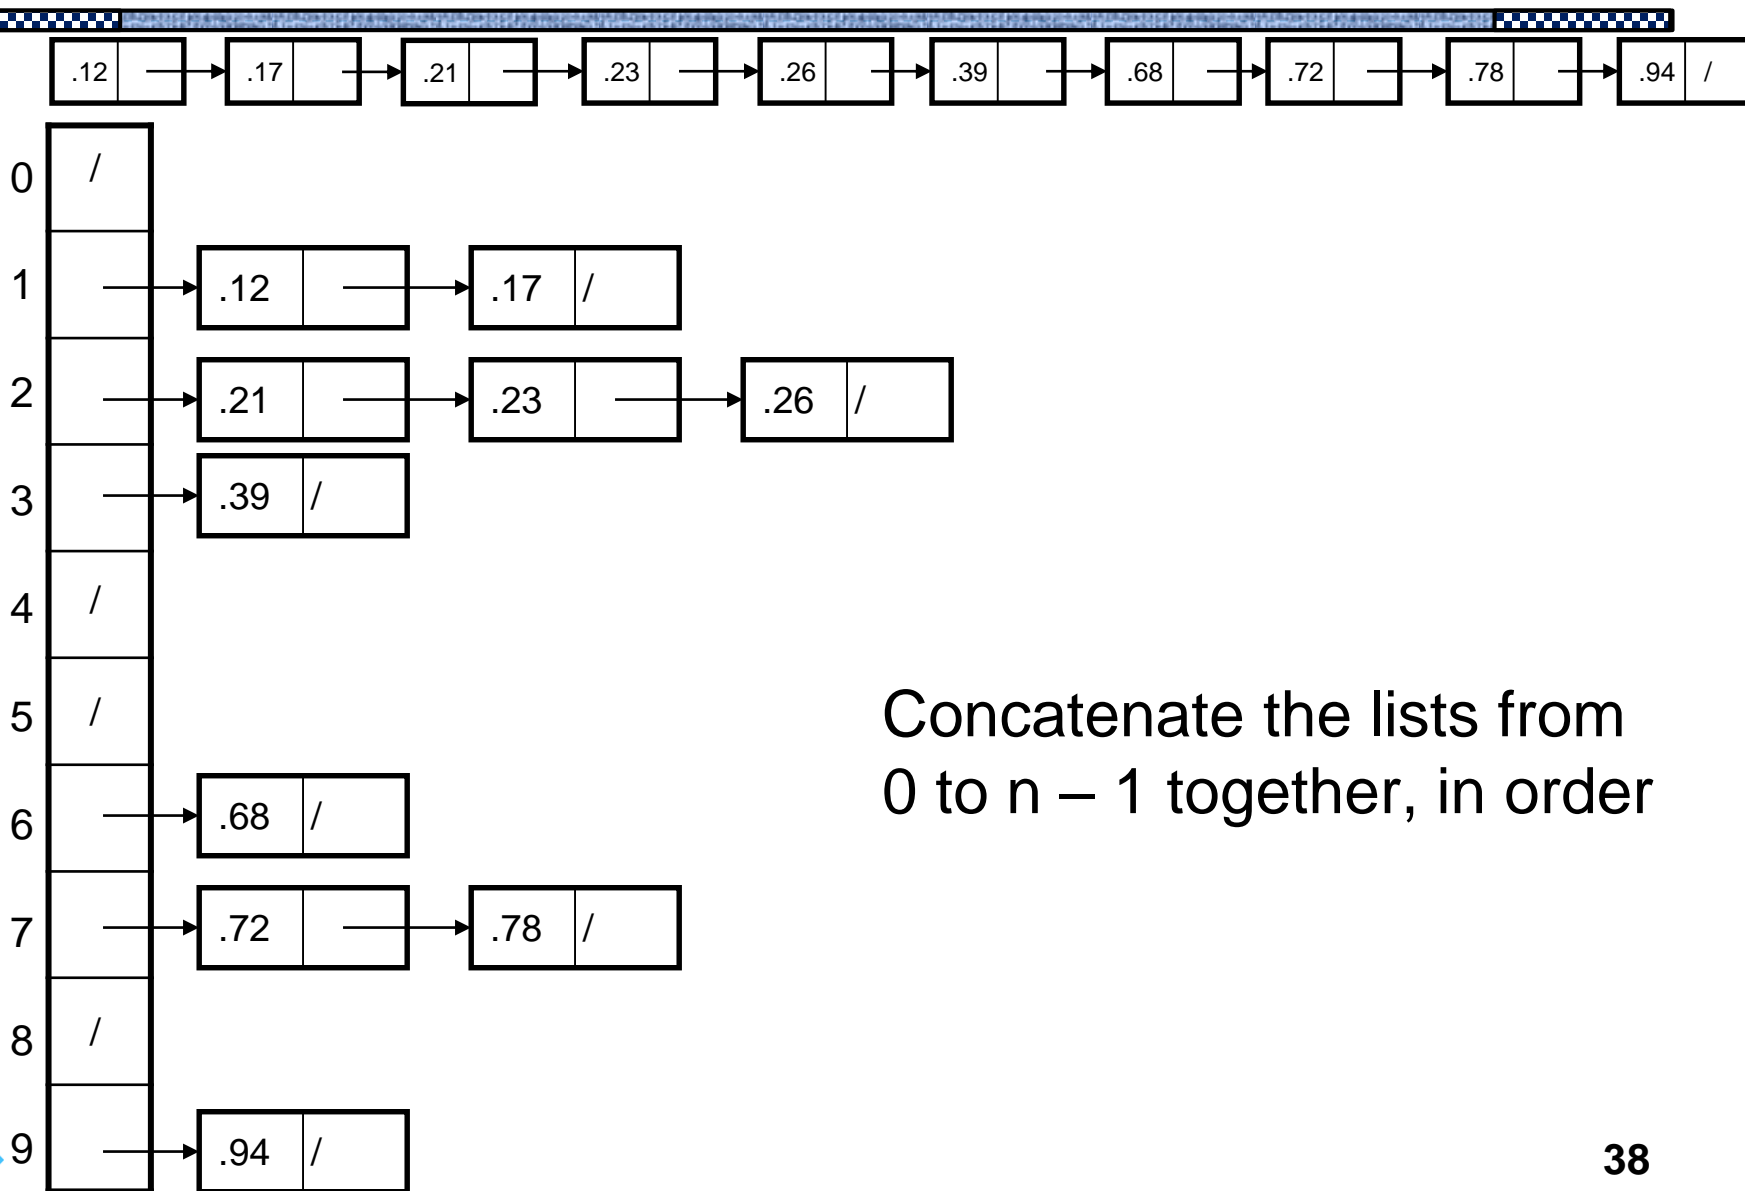 .12 .17 .21 .23 .26 .39 .68 .72 .78 .94 /
0 /
1 .12 .17 /
2 .21 .23 .26 /
3 .39 /
4 /
5 /
Concatenate the lists from
0 to n – 1 together, in order
6 .68 /
7 .72 .78 /
8 /
9 .94 /
38